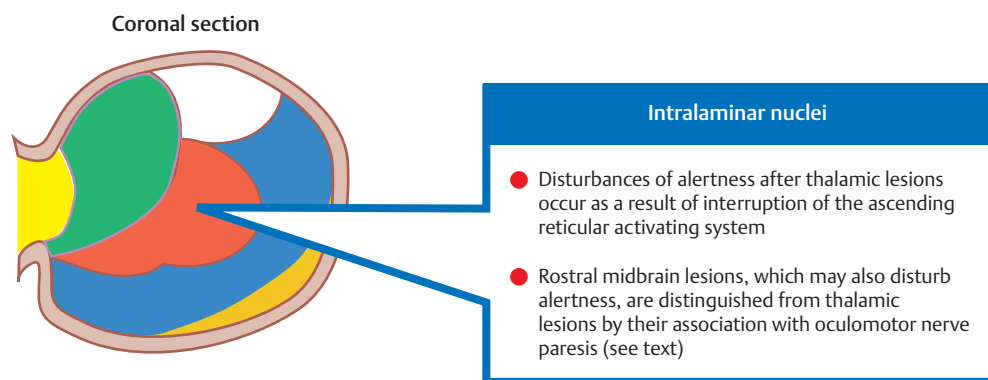 Coronal section
Intralaminar nuclei
Disturbances of alertness after thalamic lesions
occur as a result of interruption of the ascending
reticular activating system
Rostral midbrain lesions, which may also disturb
alertness, are distinguished from thalamic
lesions by their association with oculomotor nerve
paresis (see text)